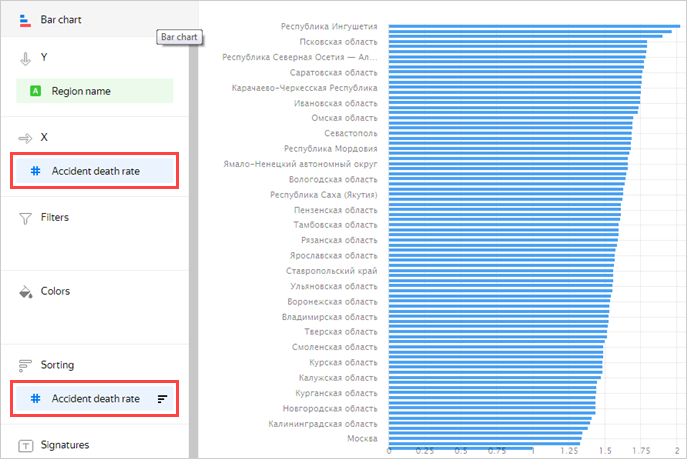 Bar chart
Bar chart
Y
A
Region name
X
# Accident death rate
Filters
Colors
Sorting
# Accident death rate
T
Signatures
Республика Ингушетия
Псковская область
Республика Северная Осетия — Ал...
Саратовская область
Карачаево-Черкесская Республика
Ивановская область
Омская область
Севастополь
Республика Мордовия
Ямало-Ненецкий автономный округ
Вологодская область
Республика Саха (Якутия)
Пензенская область
Тамбовская область
Рязанская область
Ярославская область
Ставропольский край
Ульяновская область
Воронежская область
Владимирская область
Тверская область
Смоленская область
Курская область
Калужская область
Курганская область
Новгородская область
Калининградская область
Москва
0 0.25 0.5 0.75 1 1.25 1.5 1.75 2